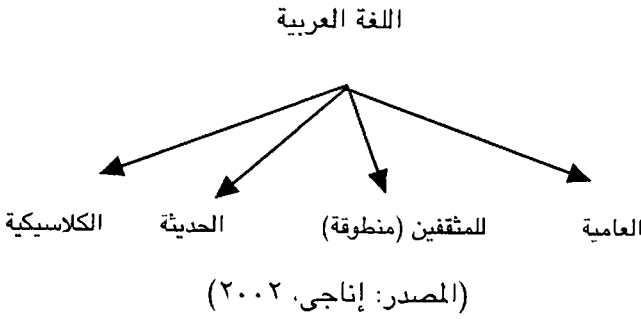 اللغة العربية
العامية للمثقفين (منطوقة) الحديثة الكلاسيكية
(المصدر: إناجى، ٢٠٠٢)